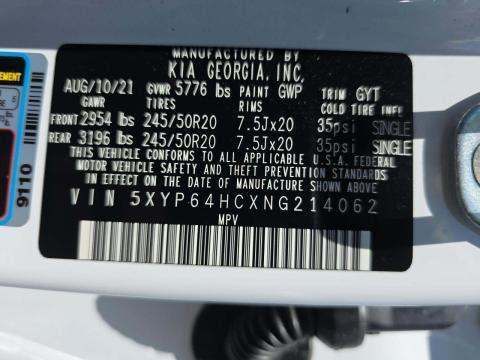 MANUFACTURED BY
KIA GEORGIA, INC,
AUG/10/21 GVWR 5776 lbs PAINT GWP TRIM GYT
GAWR TIRES RIMS COLD TIRE INFL
FRONT 2954 lbs 245/50R20 7.5Jx20 35psi SINGLE
REAR 3196 lbs 245/50R20 7.5Jx20 35psi SINGLE
THIS VEHICLE CONFORMS TO ALL APPLICABLE U.S.A. FEDERAL
MOTOR VEHICLE SAFETY AND THEFT PREVENTION STANDARDS
IN EFFECT ON THE DATE OF MANUFACTURE SHOWN ABOVE.
VIN 5XYP64HCXNG214062
MPV
9110